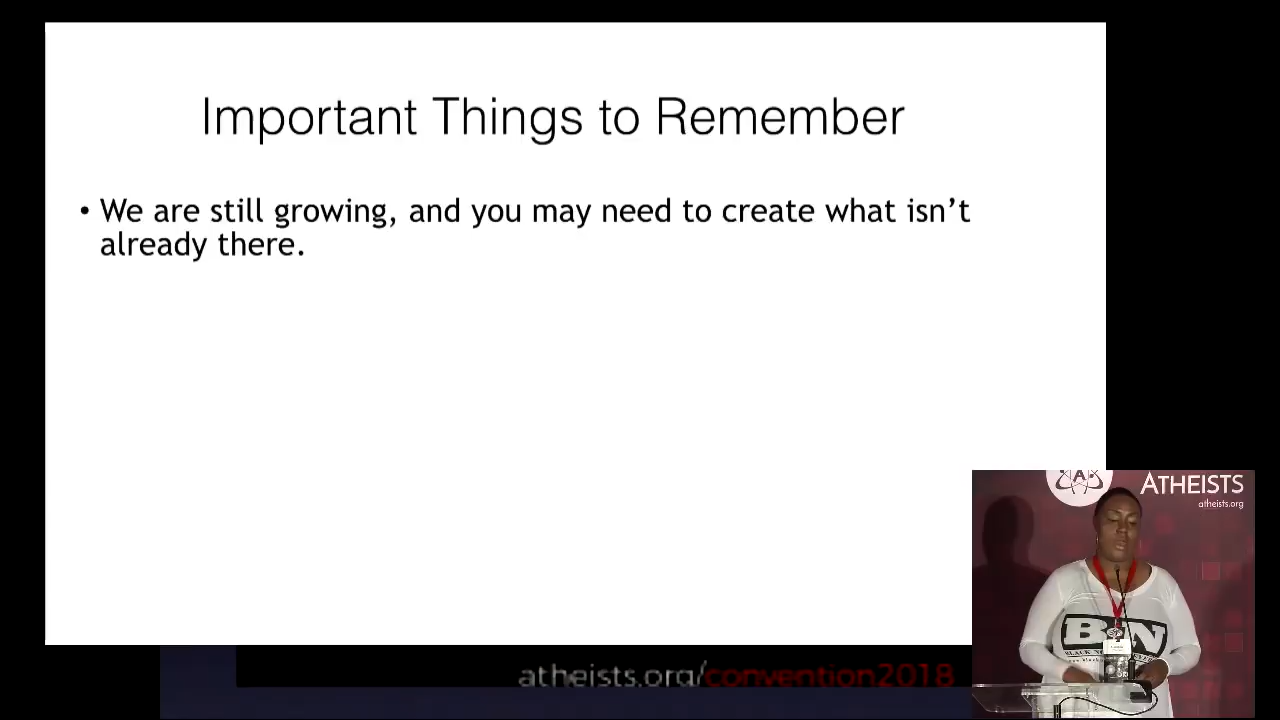 Important Things to Remember
• We are still growing, and you may need to create what isn’t
already there.
A
ATHEISTS
atheists.org
B N
BLACK
atheists.org/convention2018